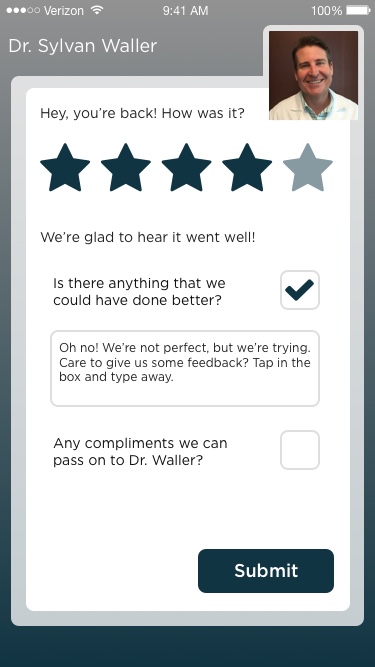 Verizon 9:41 AM 100%
Dr. Sylvan Waller
Hey, you're back! How was it?
We're glad to hear it went well!
Is there anything that we
could have done better?
Oh no! We're not perfect, but we're trying.
Care to give us some feedback? Tap in the
box and type away.
Any compliments we can
pass on to Dr. Waller?
Submit